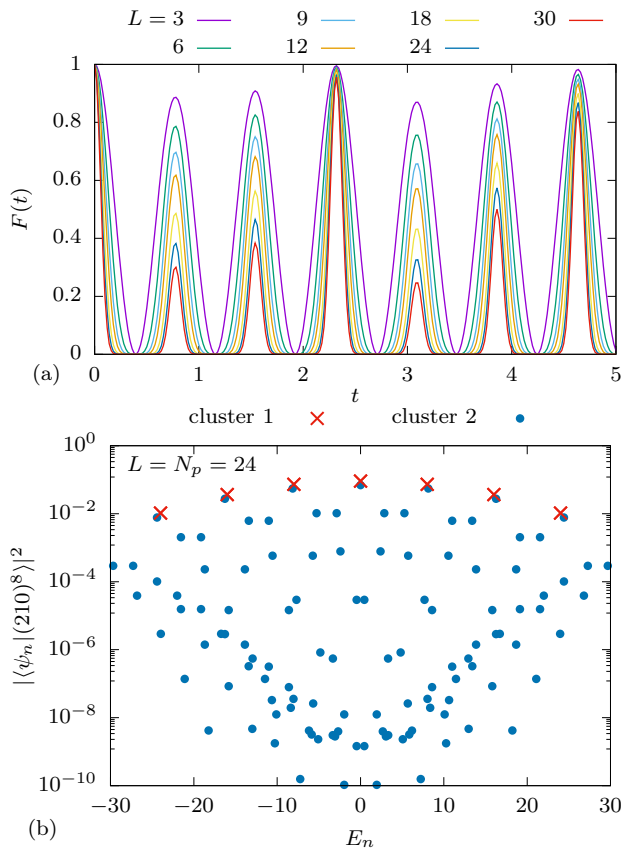 L = 3 9 18 30
6 12 24
1
0.8
0.6
0.4
0.2
0
F(t)
0 1 2 3 4 5
(a) t
cluster 1 cluster 2
L = N_p = 24
10^0
10^−2
10^−4
10^−6
10^−8
10^−10
|⟨ψ_n|(210)^8⟩|^2
−30 −20 −10 0 10 20 30
(b) E_n